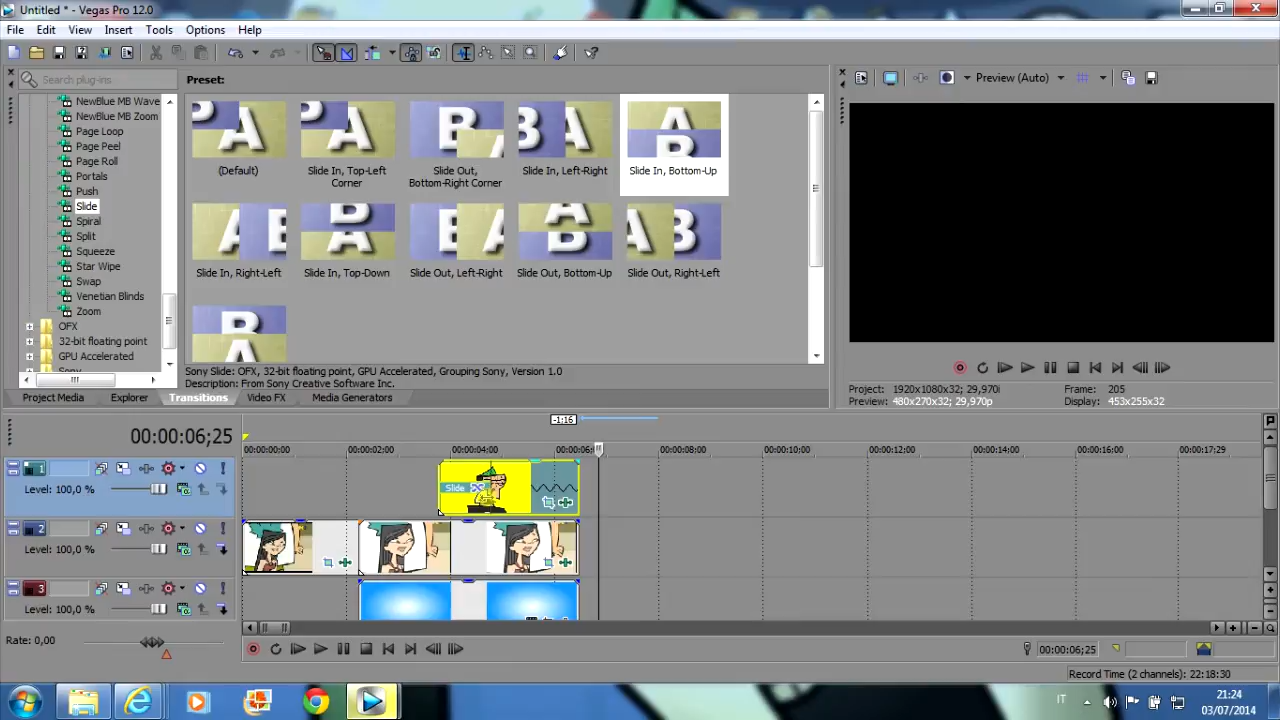 Untitled * - Vegas Pro 12.0
File Edit View Insert Tools Options Help
Search plug-ins
Preset:
Preview (Auto)
NewBlue MB Wave
NewBlue MB Zoom
Page Loop
Page Peel
Page Roll
Portals
Push
Slide
Spiral
Split
Squeeze
Star Wipe
Swap
Venetian Blinds
Zoom
OFX
32-bit floating point
GPU Accelerated
(Default)
Slide In, Top-Left Corner
Slide Out, Bottom-Right Corner
Slide In, Left-Right
Slide In, Bottom-Up
Slide In, Right-Left
Slide In, Top-Down
Slide Out, Left-Right
Slide Out, Bottom-Up
Slide Out, Right-Left
Sony Slide: OFX, 32-bit floating point, GPU Accelerated, Grouping Sony, Version 1.0
Description: From Sony Creative Software Inc.
Project Media Explorer Transitions Video FX Media Generators
Project: 1920x1080x32; 29,970i
Preview: 480x270x32; 29,970p
Frame: 205
Display: 453x255x32
-1:16
00:00:06;25
00:00:00;00 00:00:02;00 00:00:04;00 00:00:06; 00:00:08;00 00:00:10;00 00:00:12;00 00:00:14;00 00:00:16;00 00:00:17;29
1
Level: 100,0 %
Slide
2
Level: 100,0 %
3
Level: 100,0 %
Rate: 0,00
00:00:06;25
Record Time (2 channels): 22:18:30
IT
21:24
03/07/2014